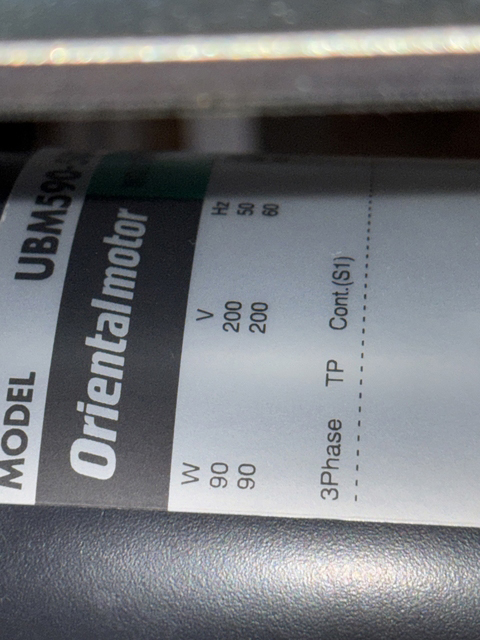 MODEL UBM590-
Orientalmotor
W V Hz
90 200 50
90 200 60
3Phase TP Cont.(S1)